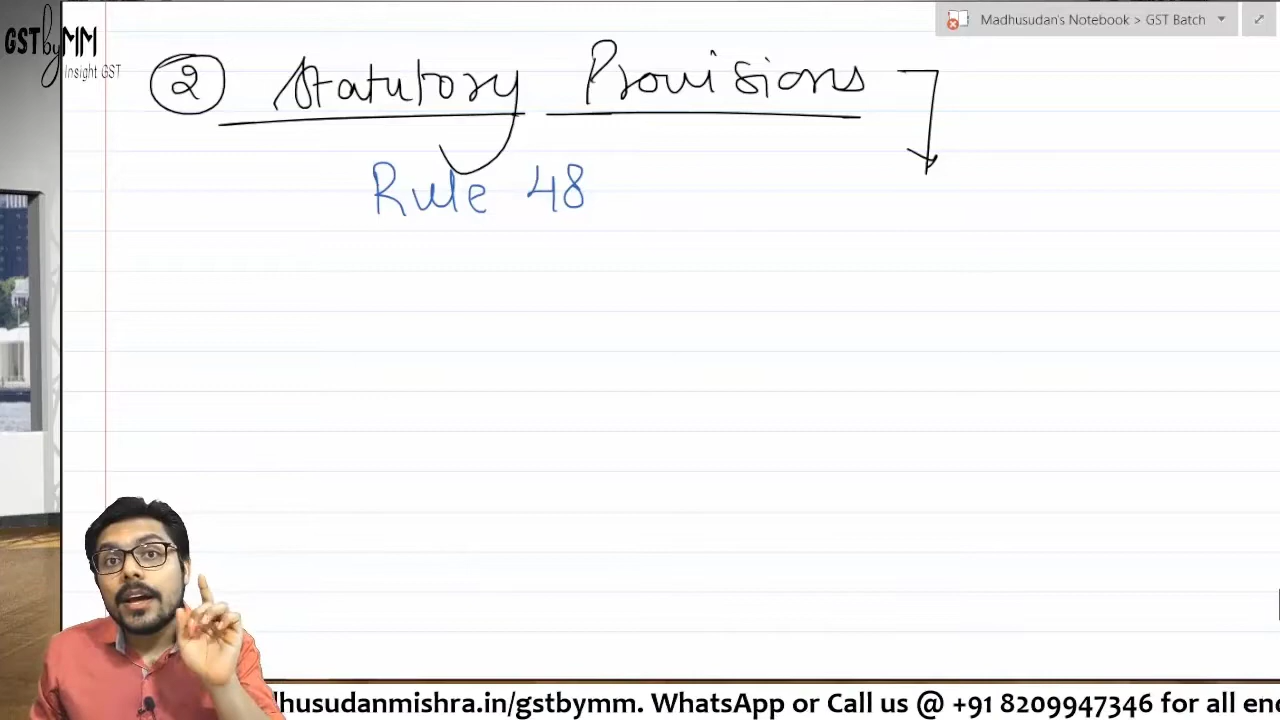 GSTbyMM
Insight GST
Madhusudan's Notebook > GST Batch
2 Statutory Provisions
Rule 48
lhusudanmishra.in/gstbymm. WhatsApp or Call us @ +91 8209947346 for all en